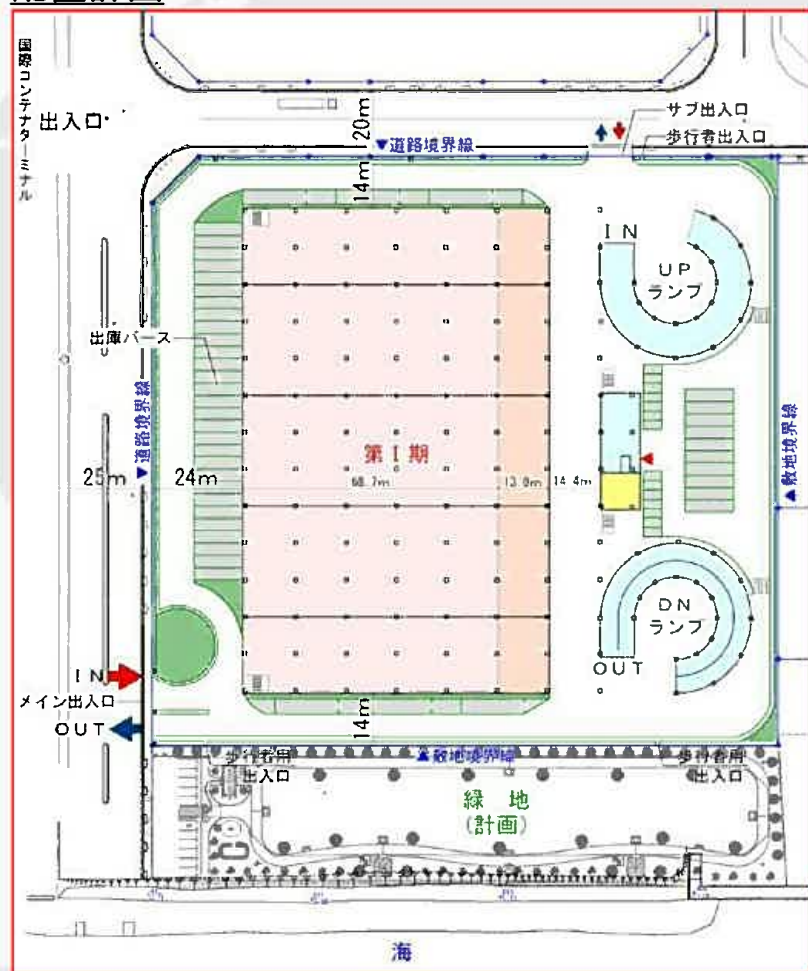 国際コンテナターミナル
出入口
20m
サブ出入口
歩行者出入口
▼道路境界線
14m
IN
UP
ランプ
出庫バース
▼道路境界線
第Ⅰ期
25m
24m
68.7m
13.8m
14.4m
▲敷地境界線
DN
ランプ
OUT
IN
メイン出入口
OUT
14m
歩行者用
出入口
▲敷地境界線
歩行者用
出入口
緑地
(計画)
海